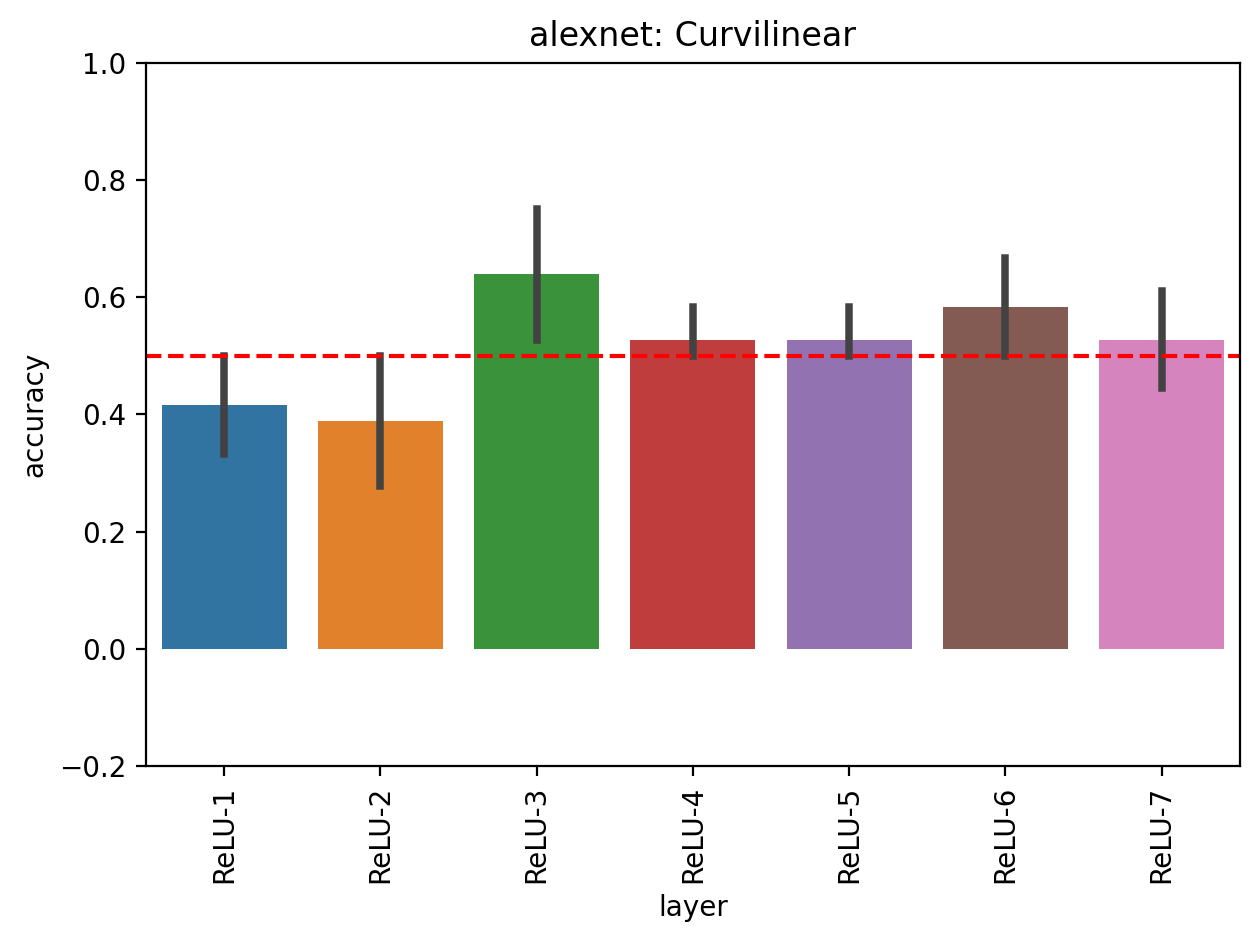 alexnet: Curvilinear
1.0
0.8
0.6
0.4
0.2
0.0
−0.2
accuracy
ReLU-1
ReLU-2
ReLU-3
ReLU-4
ReLU-5
ReLU-6
ReLU-7
layer